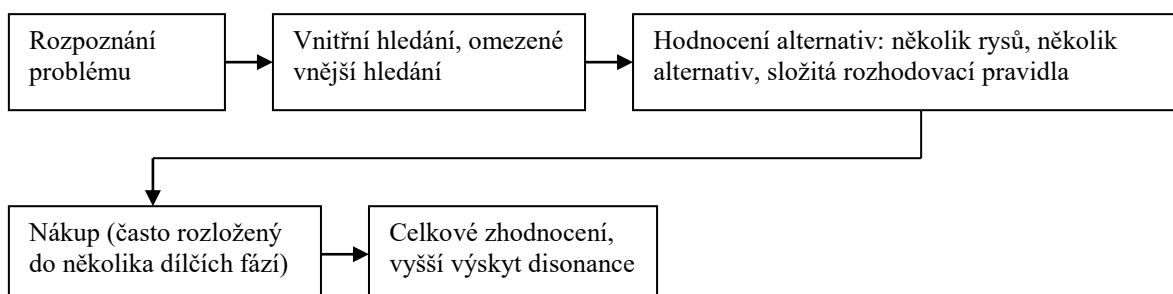 Rozpoznání
problému
Vnitřní hledání, omezené
vnější hledání
Hodnocení alternativ: několik rysů, několik
alternativ, složitá rozhodovací pravidla
Nákup (často rozložený
do několika dílčích fází)
Celkové zhodnocení,
vyšší výskyt disonance